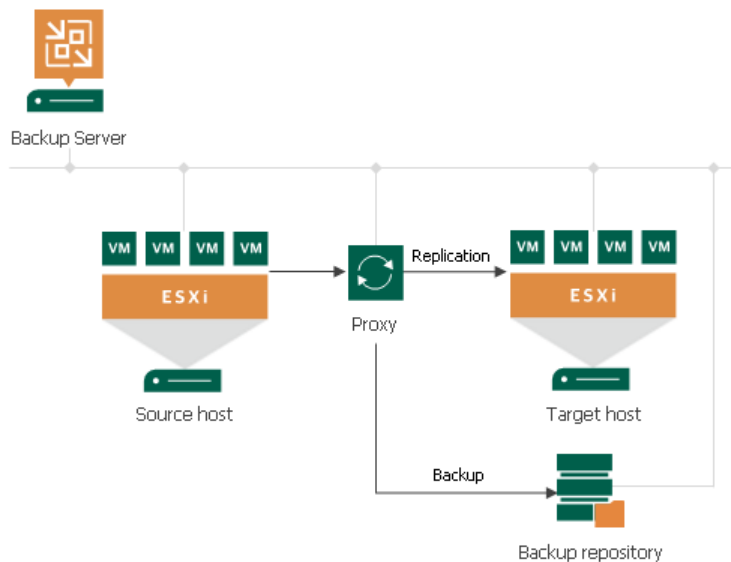 Backup Server
VM VM VM VM
ESXi
Source host
Proxy
Replication
VM VM VM VM
ESXi
Target host
Backup
Backup repository